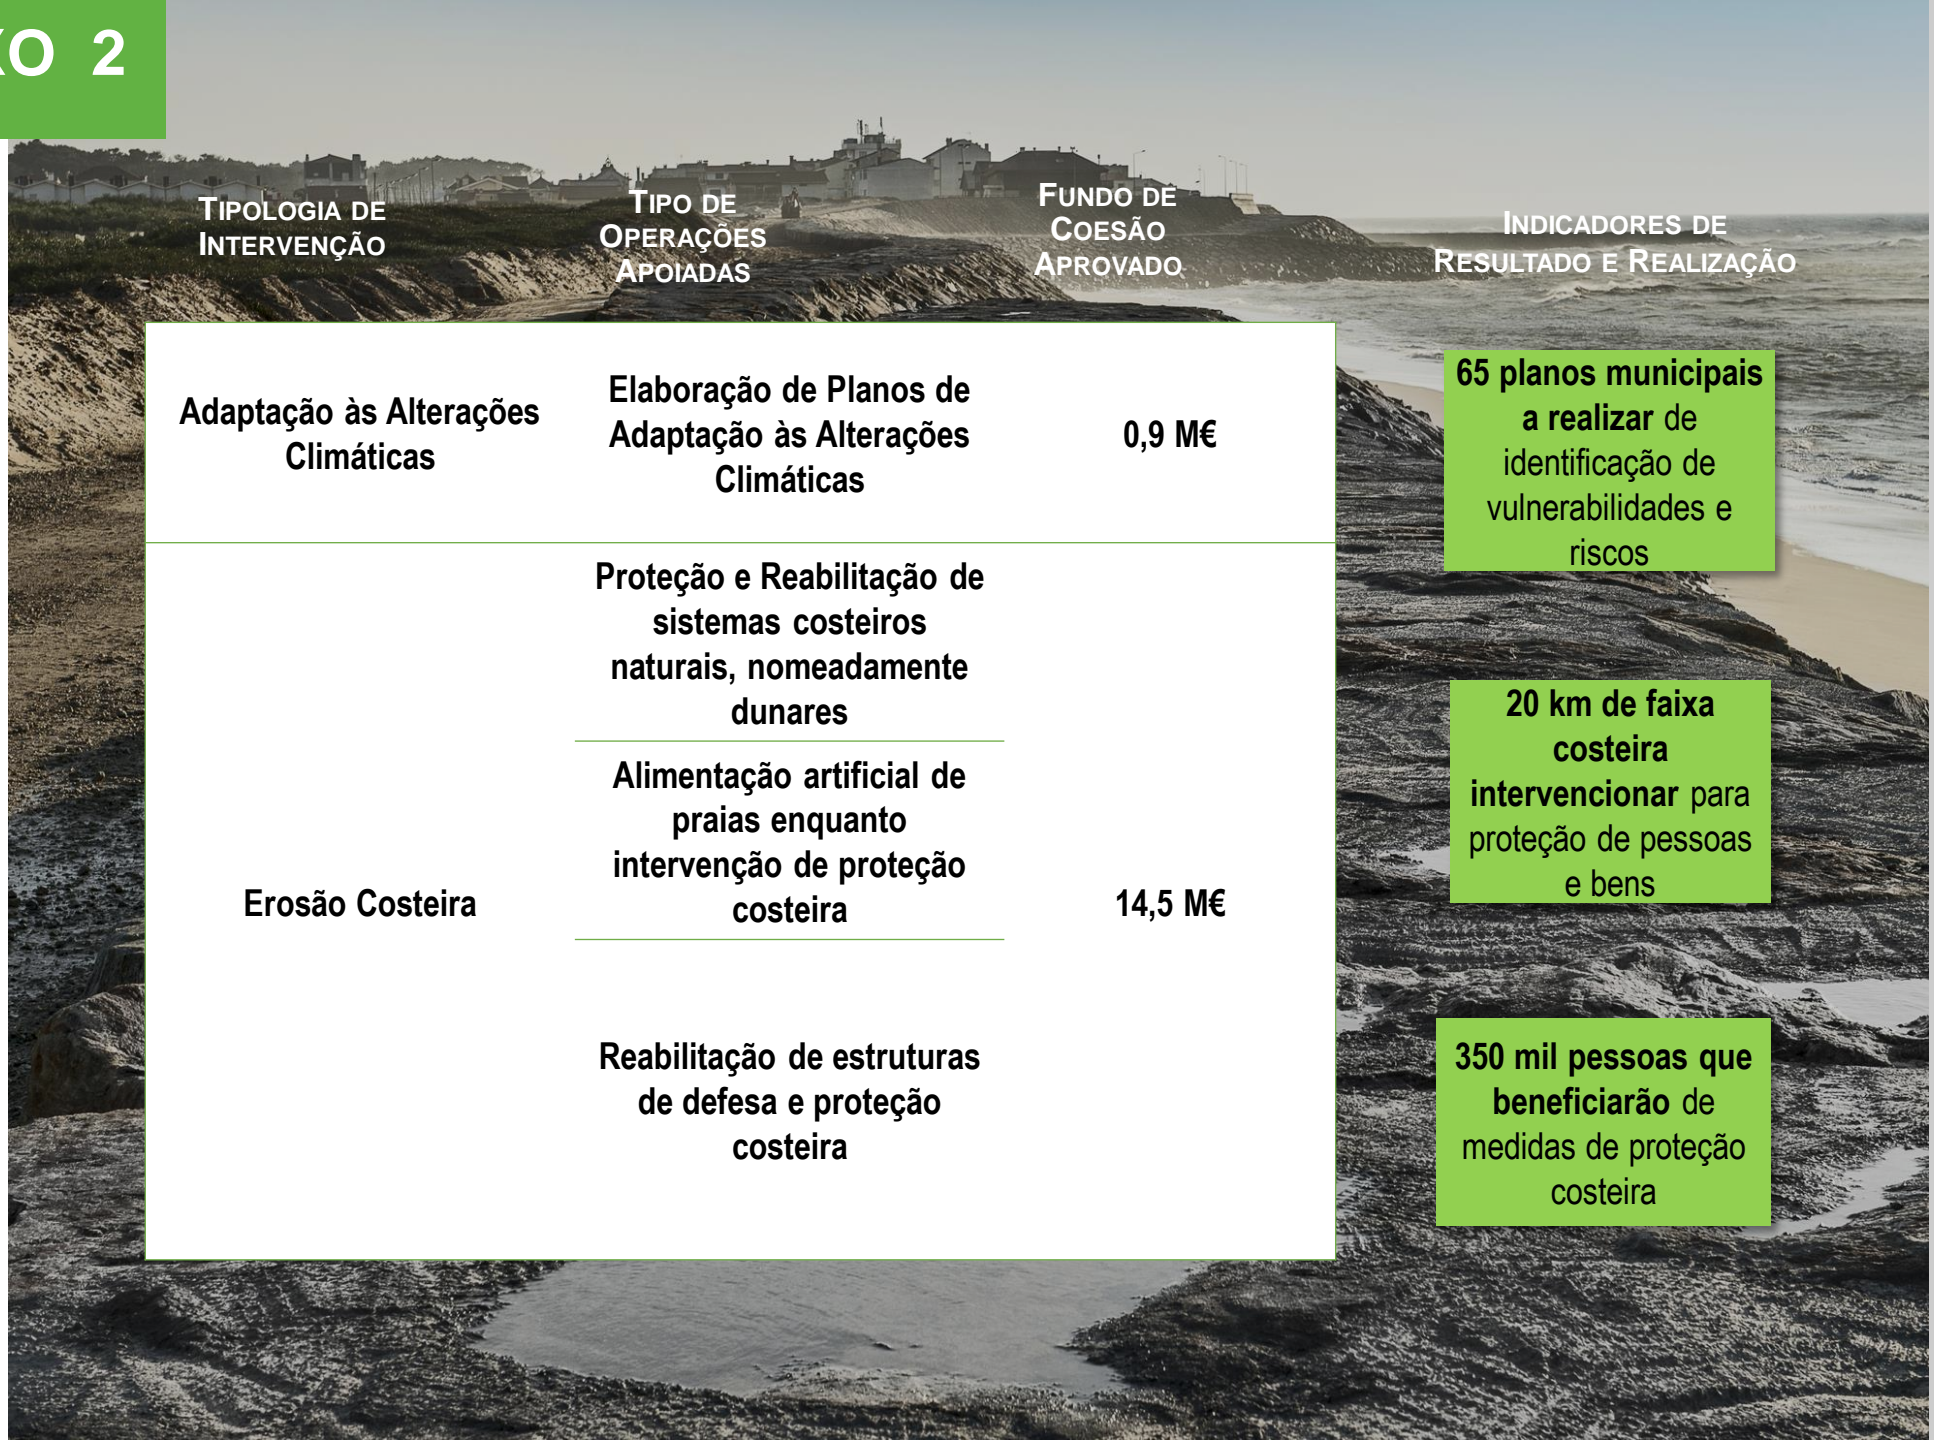 XO 2
TIPOLOGIA DE
INTERVENÇÃO
TIPO DE
OPERAÇÕES
APOIADAS
FUNDO DE
COESÃO
APROVADO
INDICADORES DE
RESULTADO E REALIZAÇÃO
Adaptação às Alterações
Climáticas
Elaboração de Planos de
Adaptação às Alterações
Climáticas
0,9 M€
65 planos municipais
a realizar de
identificação de
vulnerabilidades e
riscos
Erosão Costeira
Proteção e Reabilitação de
sistemas costeiros
naturais, nomeadamente
dunares
Alimentação artificial de
praias enquanto
intervenção de proteção
costeira
Reabilitação de estruturas
de defesa e proteção
costeira
14,5 M€
20 km de faixa
costeira
intervencionar para
proteção de pessoas
e bens
350 mil pessoas que
beneficiarão de
medidas de proteção
costeira